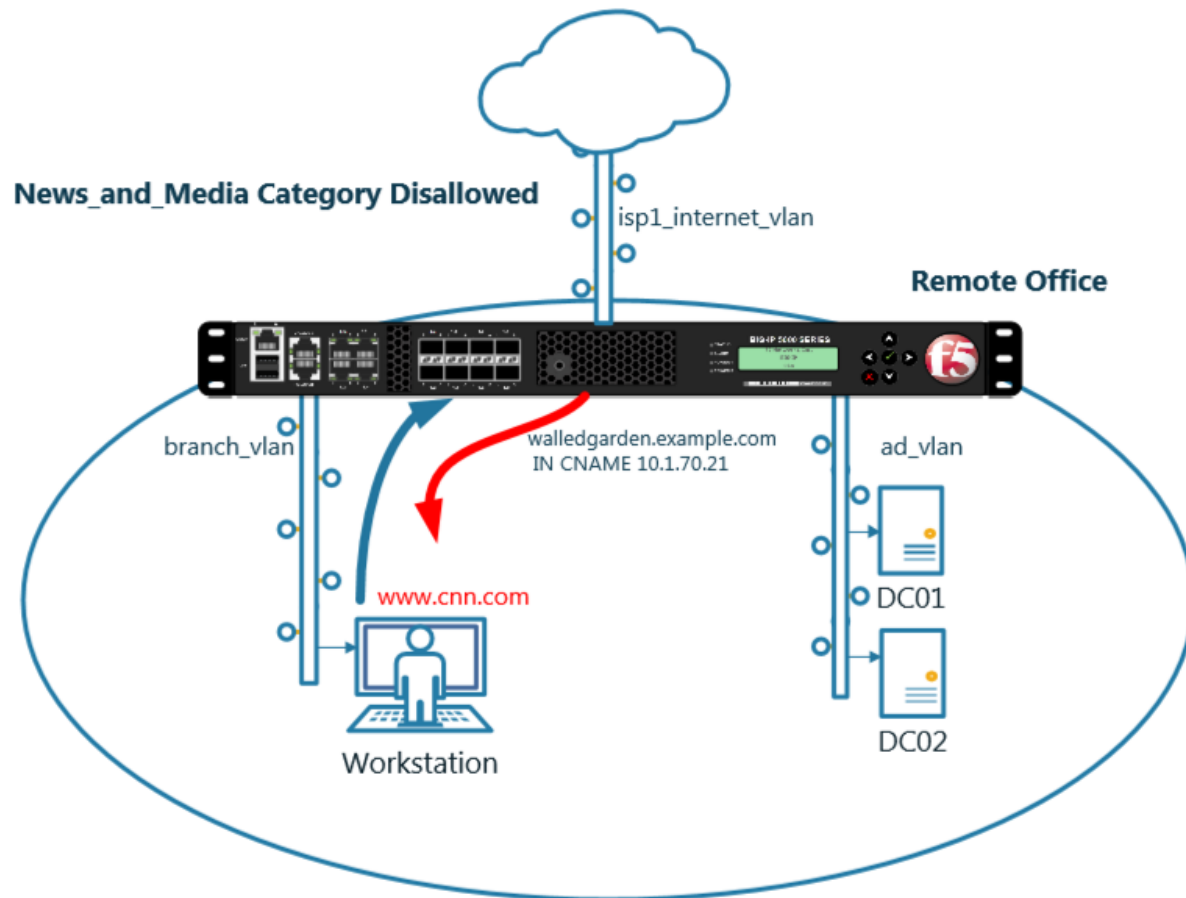 News_and_Media Category Disallowed
isp1_internet_vlan
Remote Office
BIG-IP 5000 SERIES
f5
branch_vlan
walledgarden.example.com
IN CNAME 10.1.70.21
ad_vlan
www.cnn.com
DC01
Workstation
DC02